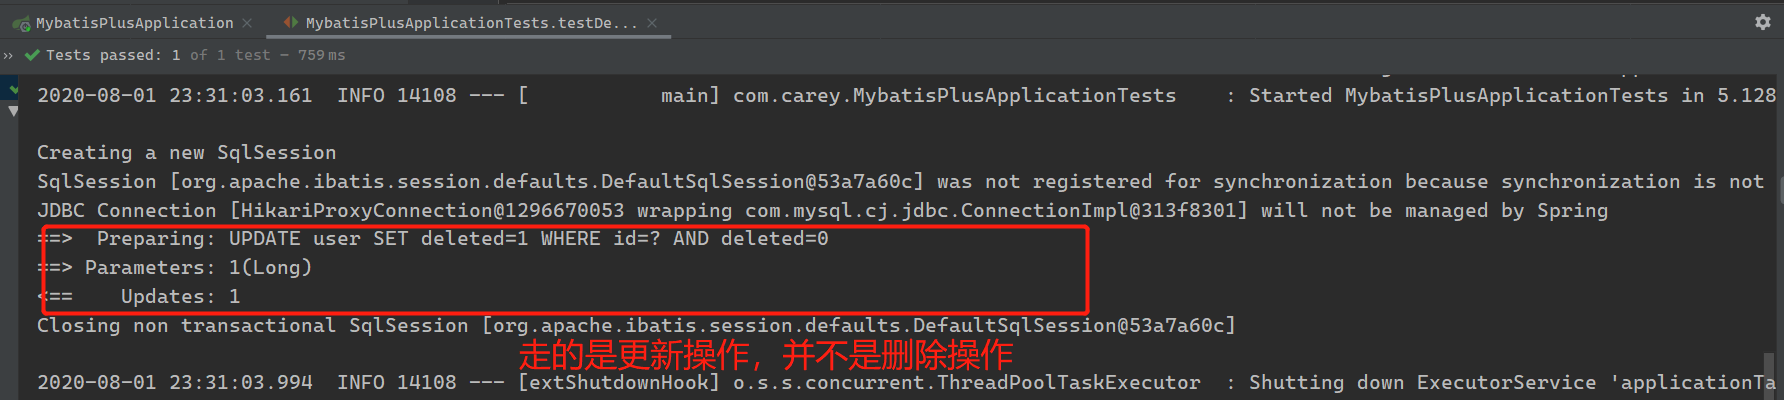 MybatisPlusApplication × MybatisPlusApplicationTests.testDe... ×
» Tests passed: 1 of 1 test – 759 ms
2020-08-01 23:31:03.161  INFO 14108 --- [           main] com.carey.MybatisPlusApplicationTests    : Started MybatisPlusApplicationTests in 5.128
Creating a new SqlSession
SqlSession [org.apache.ibatis.session.defaults.DefaultSqlSession@53a7a60c] was not registered for synchronization because synchronization is not
JDBC Connection [HikariProxyConnection@1296670053 wrapping com.mysql.cj.jdbc.ConnectionImpl@313f8301] will not be managed by Spring
==>  Preparing: UPDATE user SET deleted=1 WHERE id=? AND deleted=0
==> Parameters: 1(Long)
<==    Updates: 1
Closing non transactional SqlSession [org.apache.ibatis.session.defaults.DefaultSqlSession@53a7a60c]
走的是更新操作，并不是删除操作
2020-08-01 23:31:03.994  INFO 14108 --- [extShutdownHook] o.s.s.concurrent.ThreadPoolTaskExecutor  : Shutting down ExecutorService 'applicationTa